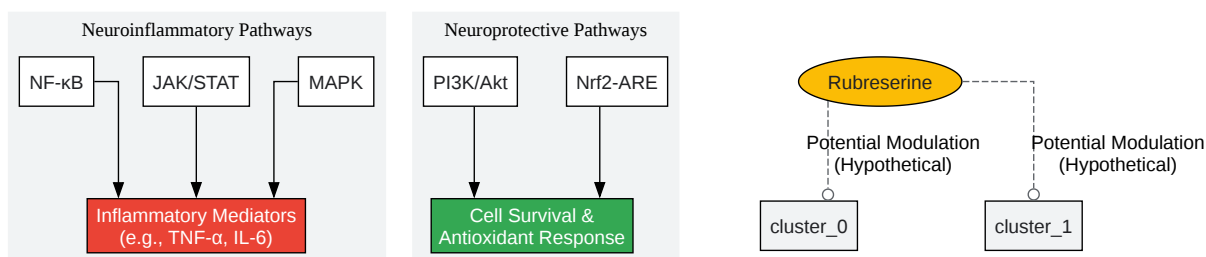 Neuroinflammatory Pathways
NF-κB
JAK/STAT
MAPK
Inflammatory Mediators
(e.g., TNF-α, IL-6)
Neuroprotective Pathways
PI3K/Akt
Nrf2-ARE
Cell Survival &
Antioxidant Response
Rubreserine
Potential Modulation
(Hypothetical)
Potential Modulation
(Hypothetical)
cluster_0
cluster_1